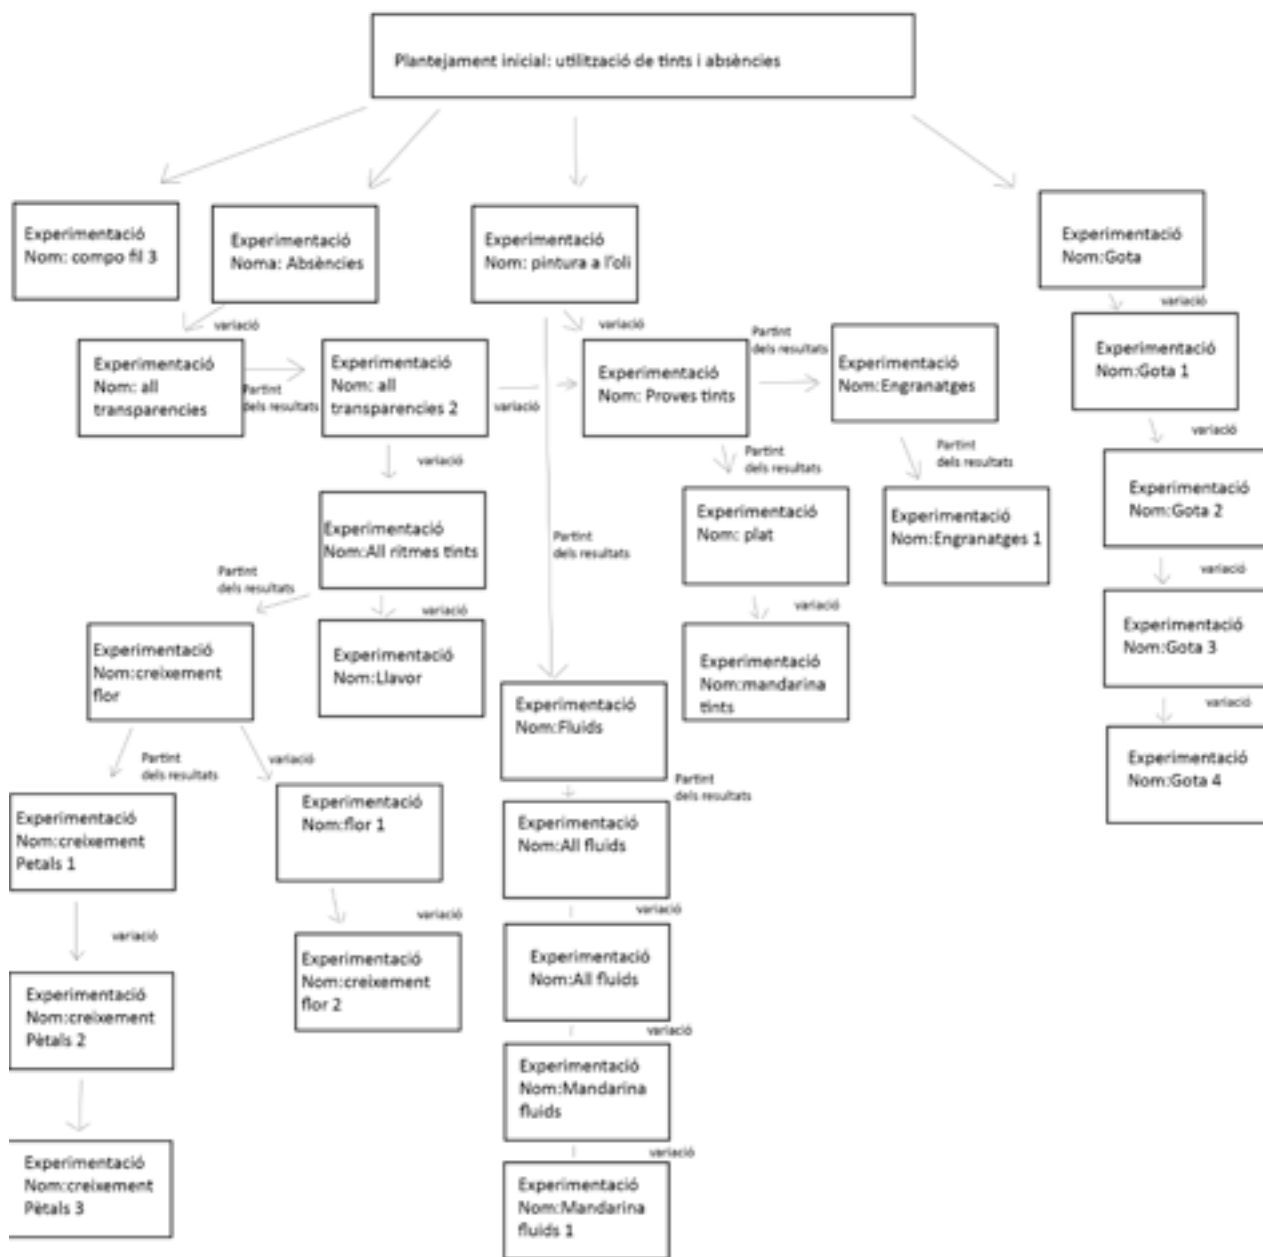 Plantejament inicial: utilització de tints i absències
Experimentació
Nom: compo fil 3
Experimentació
Noma: Absències
Experimentació
Nom: pintura a l'oli
Experimentació
Nom:Gota
variació
variació
variació
Experimentació
Nom: all
transparencies
Partint
dels resultats
Experimentació
Nom: all
transparencies 2
variació
Experimentació
Nom: Proves tints
Partint
dels resultats
Experimentació
Nom:Engranatges
Experimentació
Nom:Gota 1
variació
variació
Partint
dels resultats
Partint
dels resultats
Experimentació
Nom:All ritmes tints
Partint
dels resultats
Experimentació
Nom: plat
Experimentació
Nom:Engranatges 1
Experimentació
Nom:Gota 2
variació
Partint
dels resultats
variació
variació
Experimentació
Nom:creixement
flor
Experimentació
Nom:Llavor
Experimentació
Nom:mandarina
tints
Experimentació
Nom:Gota 3
variació
Experimentació
Nom:Fluids
Partint
dels resultats
variació
Partint
dels resultats
Experimentació
Nom:Gota 4
Experimentació
Nom:creixement
Petals 1
Experimentació
Nom:flor 1
Experimentació
Nom:All fluids
variació
variació
variació
Experimentació
Nom:creixement
flor 2
Experimentació
Nom:All fluids
Experimentació
Nom:creixement
Pètals 2
variació
Experimentació
Nom:Mandarina
fluids
variació
Experimentació
Nom:creixement
Pètals 3
Experimentació
Nom:Mandarina
fluids 1